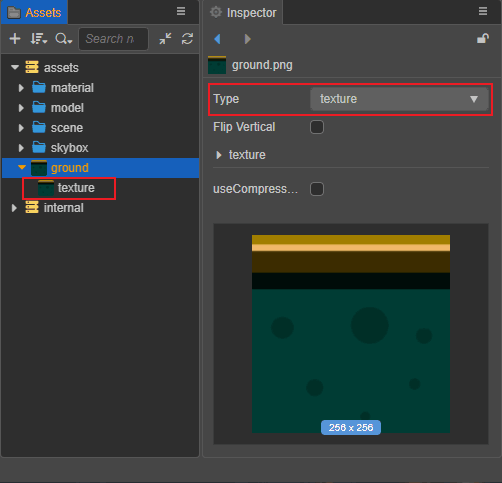 Assets
Search n
assets
material
model
scene
skybox
ground
texture
internal
Inspector
ground.png
Type
texture
Flip Vertical
texture
useCompress...
256 x 256